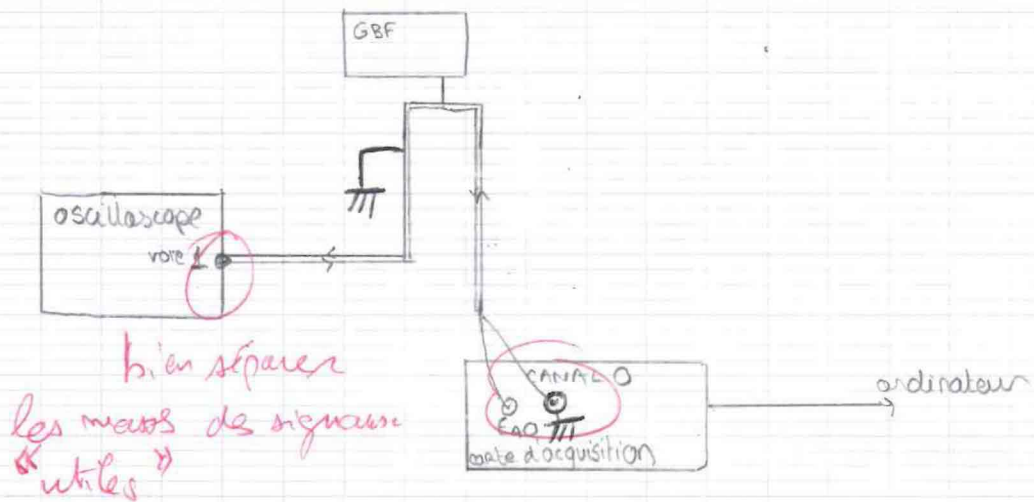 GBF
oscilloscope
voie 1
bien séparer
les masses des signaux
« utiles »
CANAL 0
EA0
carte d'acquisition
ordinateur